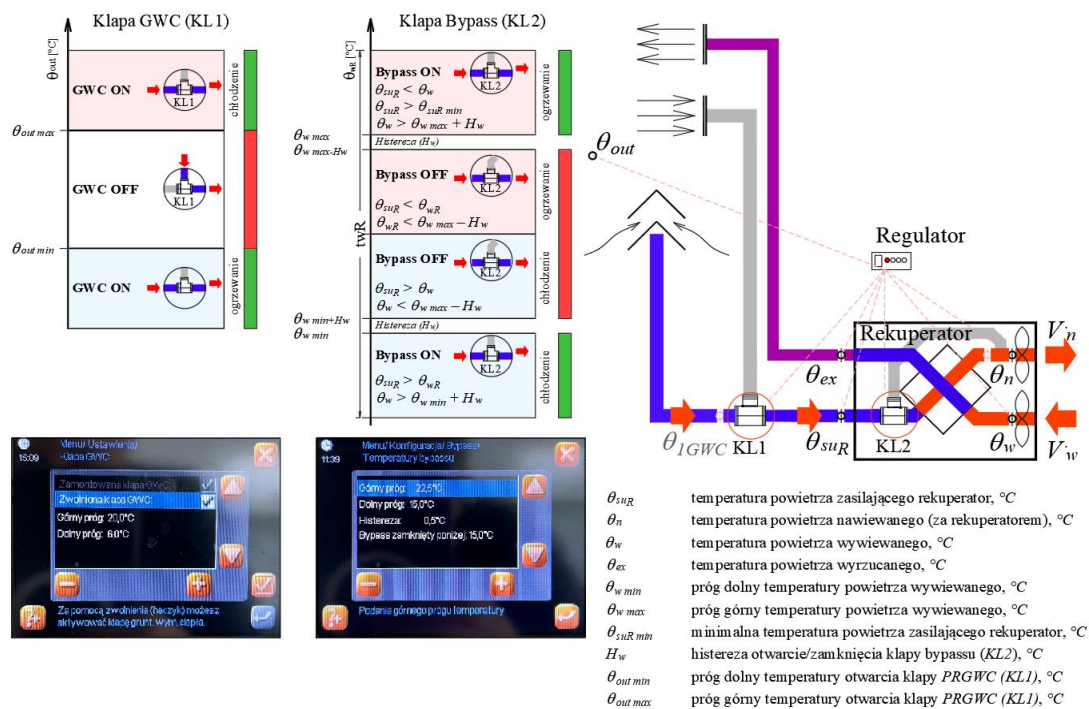 Klapa GWC (KL1)
θout [°C]
GWC ON
KL1
chłodzenie
θout max
GWC OFF
KL1
θout min
GWC ON
ogrzewanie
Klapa Bypass (KL2)
θwR [°C]
twR
Bypass ON
θsuR < θw
θsuR > θsuR min
θw > θw max + Hw
KL2
ogrzewanie
θw max
Histereza (Hw)
θw max-Hw
Bypass OFF
θsuR < θwR
θwR < θw max – Hw
KL2
ogrzewanie
Bypass OFF
θsuR > θw
θw < θw max – Hw
KL2
chłodzenie
θw min+Hw
Histereza (Hw)
θw min
Bypass ON
θsuR > θwR
θw > θw min + Hw
KL2
chłodzenie
θout
Regulator
Rekuperator
V̇n
θn
θex
θ1GWC
KL1
θsuR
KL2
θw
V̇w
15:09
Menu/ Ustawienia/
Klapa GWC:
Zamontowana klapa GWC:
Zwolniona klapa GWC:
Górny próg: 20,0°C
Dolny próg: 6,0°C
Za pomocą zwolnienia (haczyk) możesz
aktywować klapę grunt. wym. ciepła.
11:39
Menu/ Konfiguracja/ Bypass/
Temperatury bypassu
Górny próg: 22,5°C
Dolny próg: 15,0°C
Histereza: 0,5°C
Bypass zamknięty poniżej: 15,0°C
Podanie górnego progu temperatury
θsuR temperatura powietrza zasilającego rekuperator, °C
θn temperatura powietrza nawiewanego (za rekuperatorem), °C
θw temperatura powietrza wywiewanego, °C
θex temperatura powietrza wyrzucanego, °C
θw min próg dolny temperatury powietrza wywiewanego, °C
θw max próg górny temperatury powietrza wywiewanego, °C
θsuR min minimalna temperatura powietrza zasilającego rekuperator, °C
Hw histereza otwarcie/zamknięcia klapy bypassu (KL2), °C
θout min próg dolny temperatury otwarcia klapy PRGWC (KL1), °C
θout max próg górny temperatury otwarcia klapy PRGWC (KL1), °C